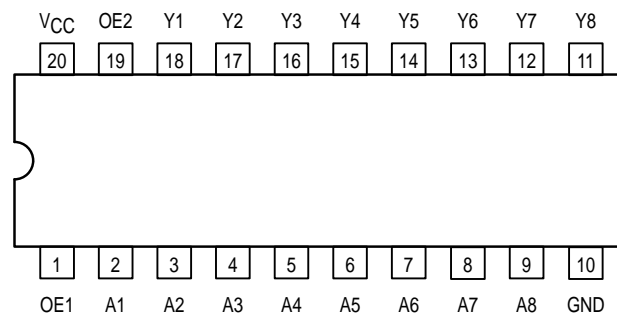 VCC OE2 Y1 Y2 Y3 Y4 Y5 Y6 Y7 Y8
20 19 18 17 16 15 14 13 12 11
1 2 3 4 5 6 7 8 9 10
OE1 A1 A2 A3 A4 A5 A6 A7 A8 GND